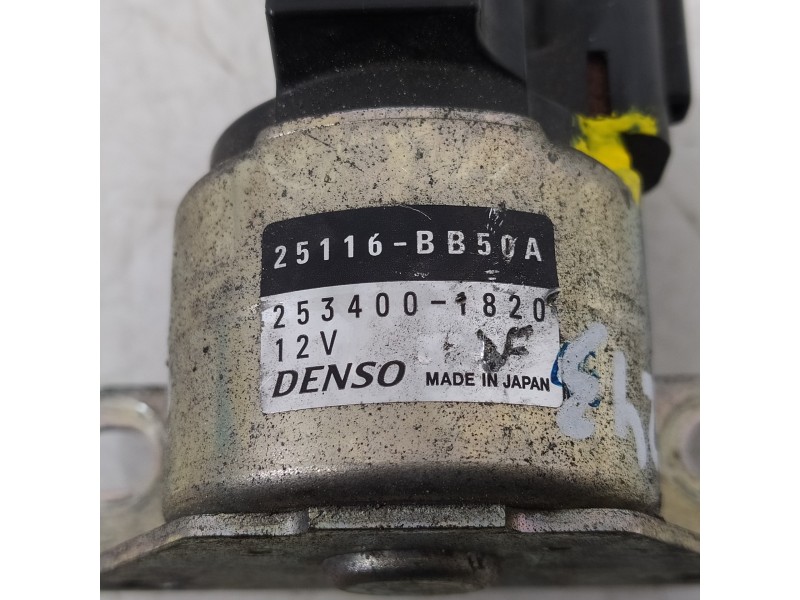 25116-BB50A
253400-1820
12V
DENSO MADE IN JAPAN